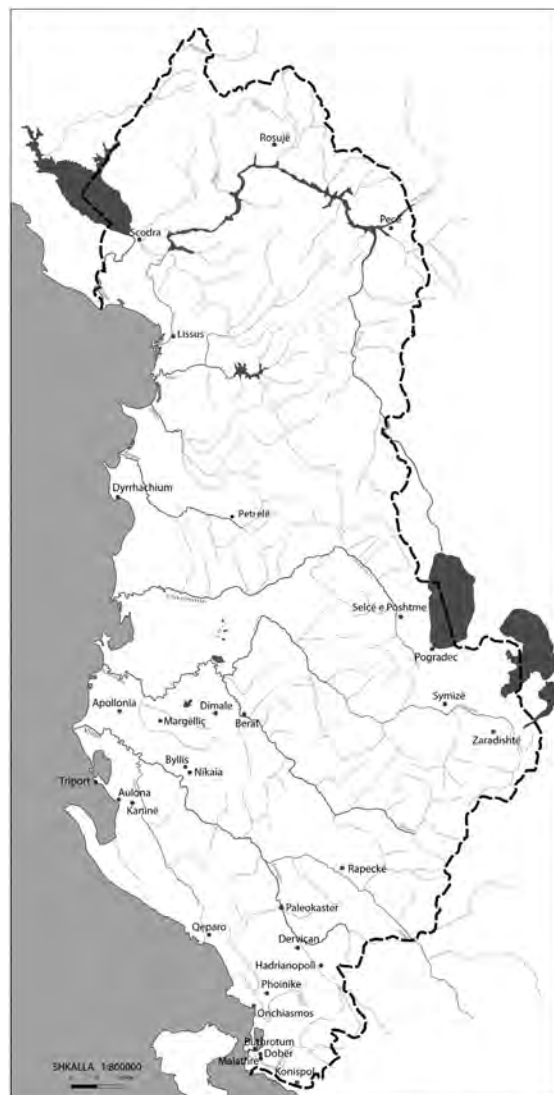 Rosujë
Pecë
Scodra
Lissus
Dyrrhachium
Petrelë
Selcë e Poshtme
Pogradec
Symizë
Apollonia
Dimale
Margëlliç
Berat
Zaradishtë
Byllis
Nikaia
Triport
Aulona
Kaninë
Rapeckë
Paleokastër
Qeparo
Dervican
Hadrianopoli
Phoinike
Onchiasmos
Buthrotum
Dobër
Malathre
Konispol
SHKALLA 1:800000